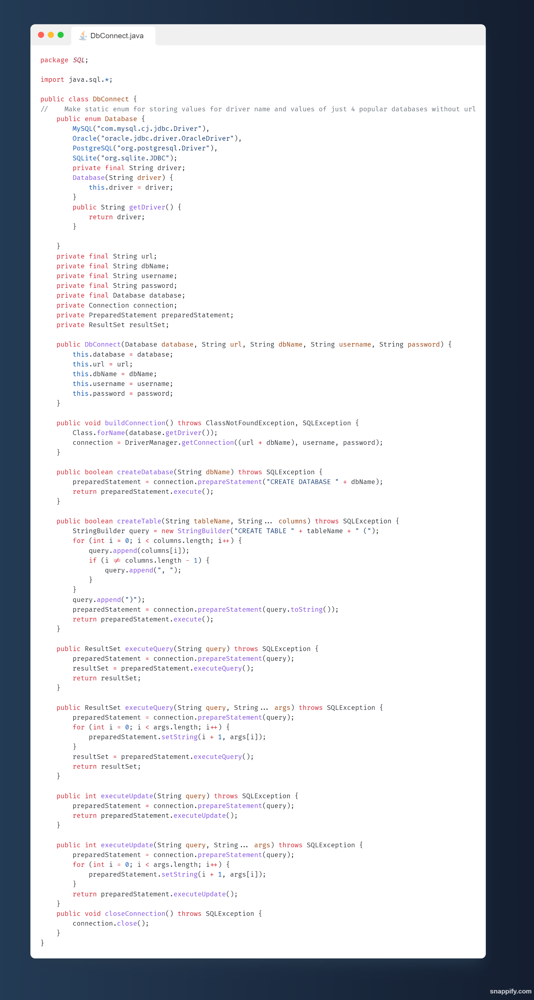 DbConnect.java
package SQL;
import java.sql.*;
public class DbConnect {
//    Make static enum for storing values for driver name and values of just 4 popular databases without url
    public enum Database {
        MySQL("com.mysql.cj.jdbc.Driver"),
        Oracle("oracle.jdbc.driver.OracleDriver"),
        PostgreSQL("org.postgresql.Driver"),
        SQLite("org.sqlite.JDBC");
        private final String driver;
        Database(String driver) {
            this.driver = driver;
        }
        public String getDriver() {
            return driver;
        }
    }
    private final String url;
    private final String dbName;
    private final String username;
    private final String password;
    private final Database database;
    private Connection connection;
    private PreparedStatement preparedStatement;
    private ResultSet resultSet;
    public DbConnect(Database database, String url, String dbName, String username, String password) {
        this.database = database;
        this.url = url;
        this.dbName = dbName;
        this.username = username;
        this.password = password;
    }
    public void buildConnection() throws ClassNotFoundException, SQLException {
        Class.forName(database.getDriver());
        connection = DriverManager.getConnection((url + dbName), username, password);
    }
    public boolean createDatabase(String dbName) throws SQLException {
        preparedStatement = connection.prepareStatement("CREATE DATABASE " + dbName);
        return preparedStatement.execute();
    }
    public boolean createTable(String tableName, String... columns) throws SQLException {
        StringBuilder query = new StringBuilder("CREATE TABLE " + tableName + " (");
        for (int i = 0; i < columns.length; i++) {
            query.append(columns[i]);
            if (i != columns.length - 1) {
                query.append(", ");
            }
        }
        query.append(")");
        preparedStatement = connection.prepareStatement(query.toString());
        return preparedStatement.execute();
    }
    public ResultSet executeQuery(String query) throws SQLException {
        preparedStatement = connection.prepareStatement(query);
        resultSet = preparedStatement.executeQuery();
        return resultSet;
    }
    public ResultSet executeQuery(String query, String... args) throws SQLException {
        preparedStatement = connection.prepareStatement(query);
        for (int i = 0; i < args.length; i++) {
            preparedStatement.setString(i + 1, args[i]);
        }
        resultSet = preparedStatement.executeQuery();
        return resultSet;
    }
    public int executeUpdate(String query) throws SQLException {
        preparedStatement = connection.prepareStatement(query);
        return preparedStatement.executeUpdate();
    }
    public int executeUpdate(String query, String... args) throws SQLException {
        preparedStatement = connection.prepareStatement(query);
        for (int i = 0; i < args.length; i++) {
            preparedStatement.setString(i + 1, args[i]);
        }
        return preparedStatement.executeUpdate();
    }
    public void closeConnection() throws SQLException {
        connection.close();
    }
}
snappify.com